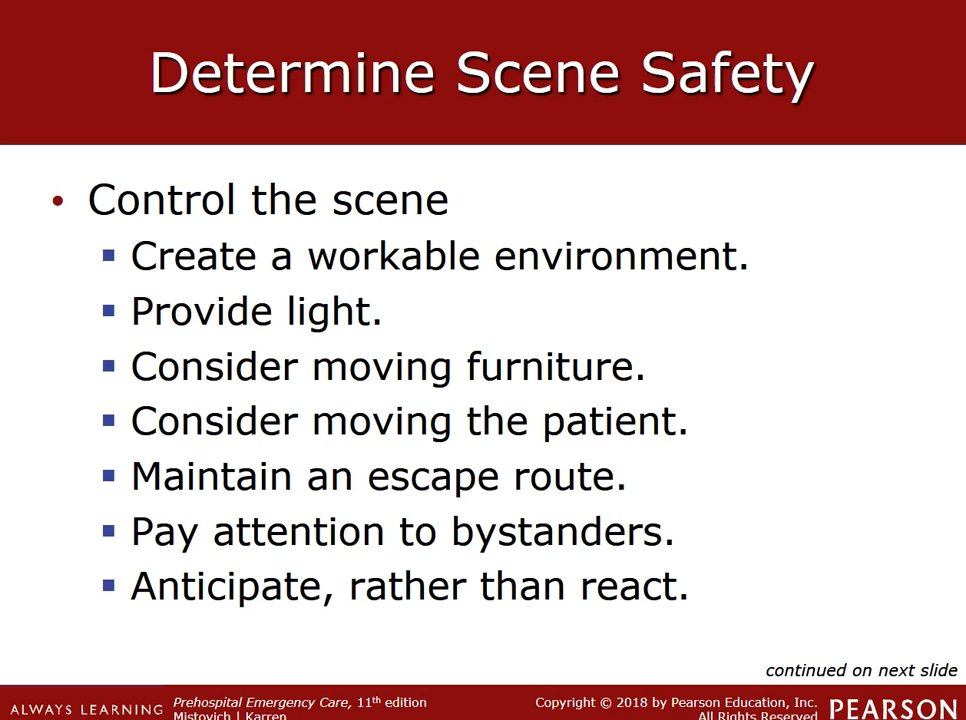 Determine Scene Safety
• Control the scene
▪ Create a workable environment.
▪ Provide light.
▪ Consider moving furniture.
▪ Consider moving the patient.
▪ Maintain an escape route.
▪ Pay attention to bystanders.
▪ Anticipate, rather than react.
continued on next slide
ALWAYS LEARNING
Prehospital Emergency Care, 11th edition
Mistovich | Karren
Copyright © 2018 by Pearson Education, Inc.
All Rights Reserved
PEARSON